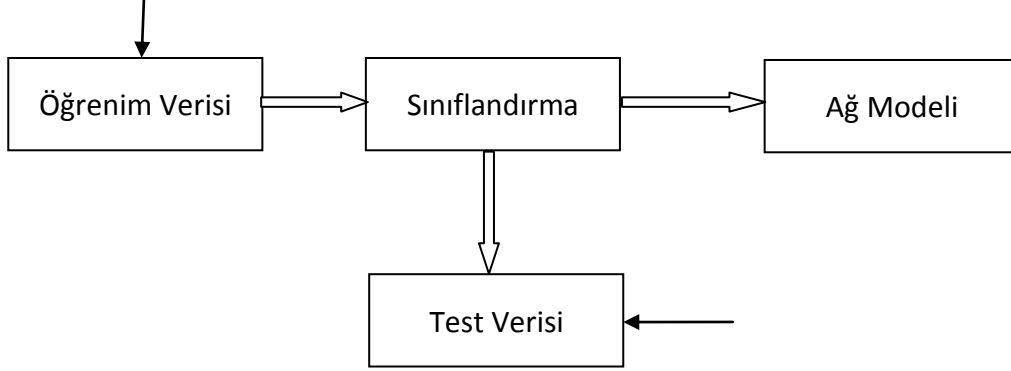 Öğrenim Verisi
Sınıflandırma
Ağ Modeli
Test Verisi